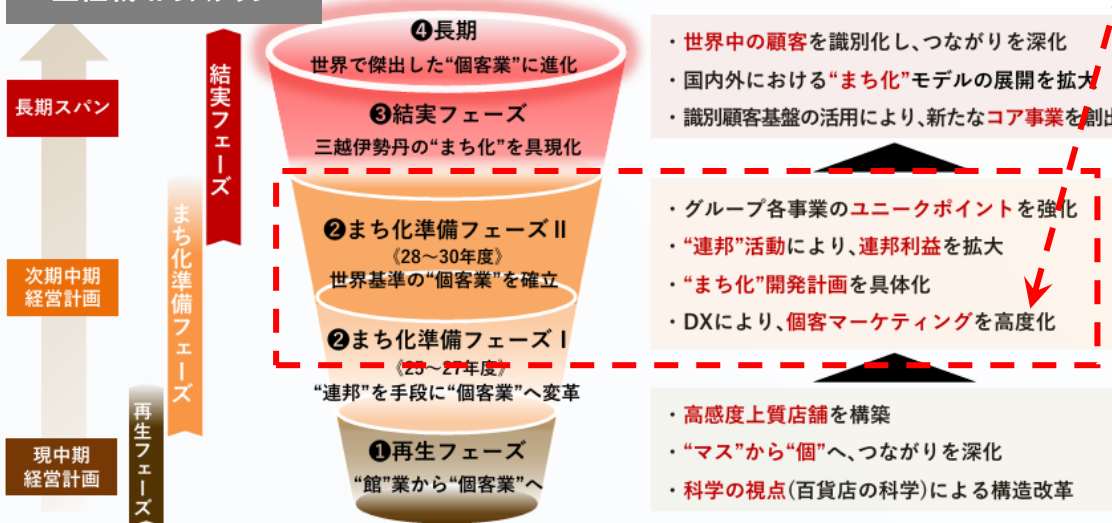 長期スパン
次期中期
経営計画
現中期
経営計画
結実フェーズ
まち化準備フェーズ
再生フェーズ
❹長期
世界で傑出した“個客業”に進化
❸結実フェーズ
三越伊勢丹の“まち化”を具現化
❷まち化準備フェーズⅡ
《28～30年度》
世界基準の“個客業”を確立
❷まち化準備フェーズⅠ
《25～27年度》
“連邦”を手段に“個客業”へ変革
❶再生フェーズ
“館”業から“個客業”へ
・世界中の顧客を識別化し、つながりを深化
・国内外における“まち化”モデルの展開を拡大
・識別顧客基盤の活用により、新たなコア事業を創出
・グループ各事業のユニークポイントを強化
・“連邦”活動により、連邦利益を拡大
・“まち化”開発計画を具体化
・DXにより、個客マーケティングを高度化
・高感度上質店舗を構築
・“マス”から“個”へ、つながりを深化
・科学の視点(百貨店の科学)による構造改革